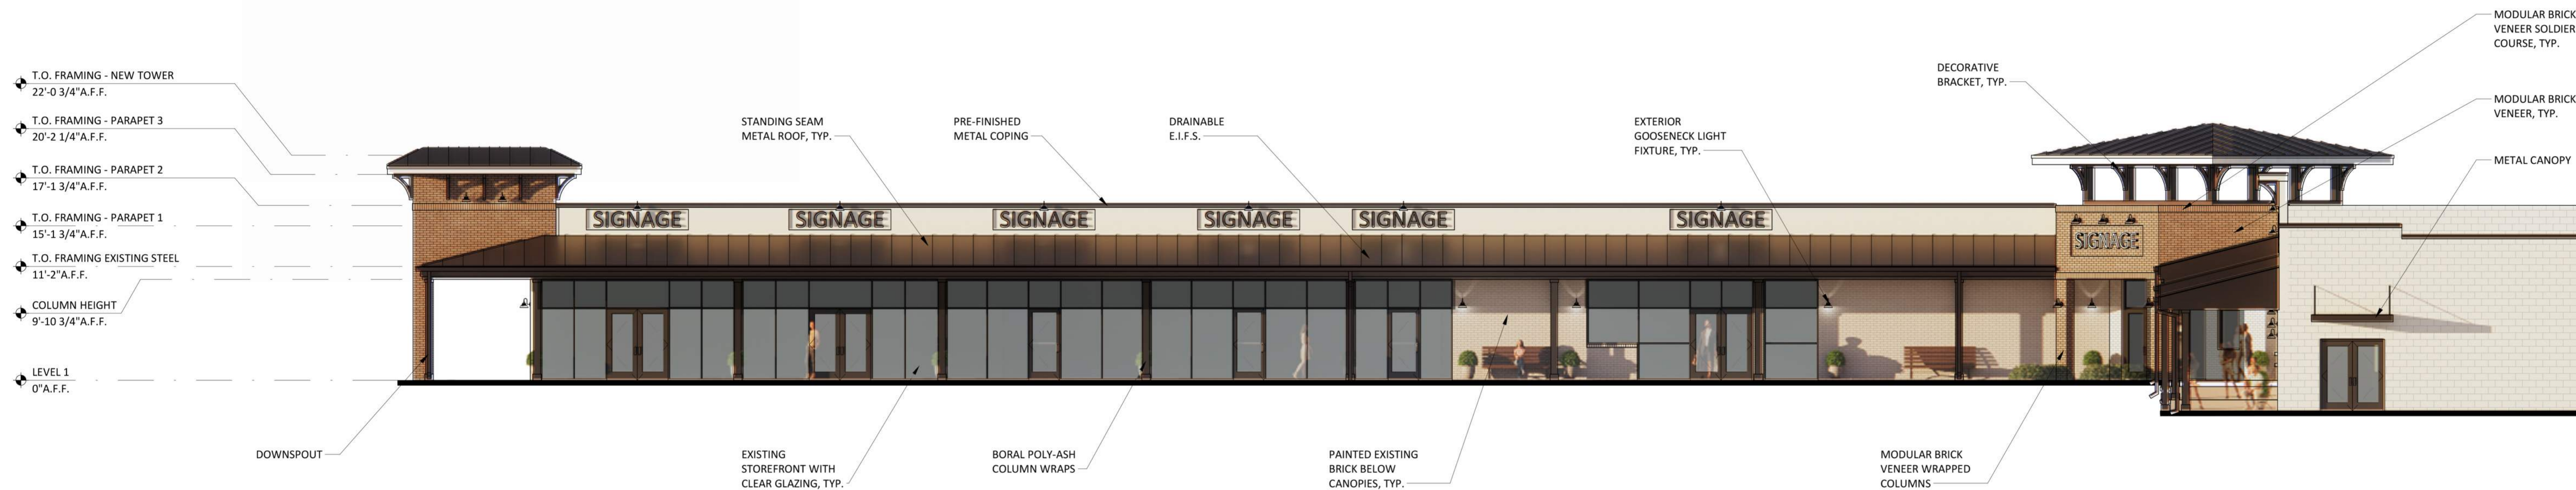 T.O. FRAMING - NEW TOWER
22'-0 3/4"A.F.F.
T.O. FRAMING - PARAPET 3
20'-2 1/4"A.F.F.
T.O. FRAMING - PARAPET 2
17'-1 3/4"A.F.F.
T.O. FRAMING - PARAPET 1
15'-1 3/4"A.F.F.
T.O. FRAMING EXISTING STEEL
11'-2"A.F.F.
COLUMN HEIGHT
9'-10 3/4"A.F.F.
LEVEL 1
0"A.F.F.
STANDING SEAM
METAL ROOF, TYP.
PRE-FINISHED
METAL COPING
DRAINABLE
E.I.F.S.
EXTERIOR
GOOSENECK LIGHT
FIXTURE, TYP.
DECORATIVE
BRACKET, TYP.
MODULAR BRICK
VENEER SOLDIER
COURSE, TYP.
MODULAR BRICK
VENEER, TYP.
METAL CANOPY
SIGNAGE
SIGNAGE
SIGNAGE
SIGNAGE
SIGNAGE
SIGNAGE
SIGNAGE
DOWNSPOUT
EXISTING
STOREFRONT WITH
CLEAR GLAZING, TYP.
BORAL POLY-ASH
COLUMN WRAPS
PAINTED EXISTING
BRICK BELOW
CANOPIES, TYP.
MODULAR BRICK
VENEER WRAPPED
COLUMNS